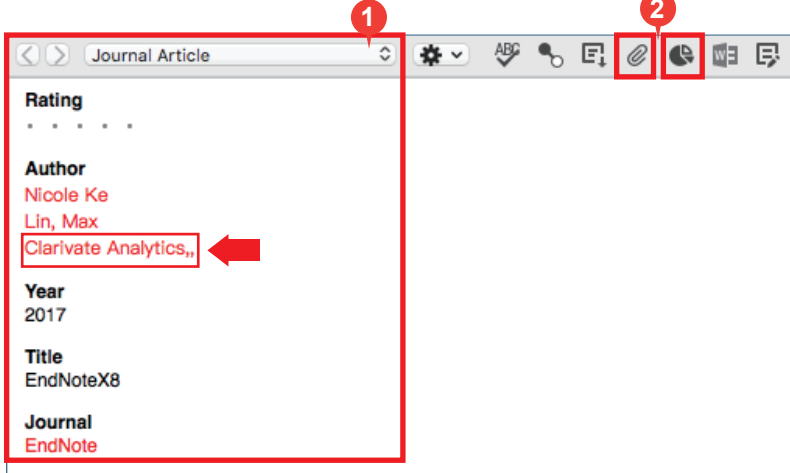 1
2
Journal Article
ABC
W
Rating
Author
Nicole Ke
Lin, Max
Clarivate Analytics,,
Year
2017
Title
EndNoteX8
Journal
EndNote